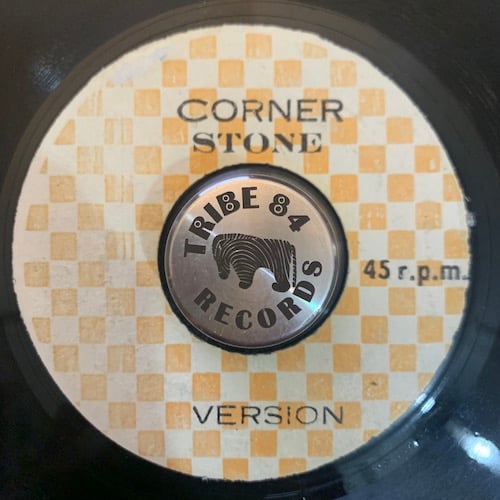 CORNER
STONE
TRIBE 84
RECORDS
45 r.p.m.
VERSION